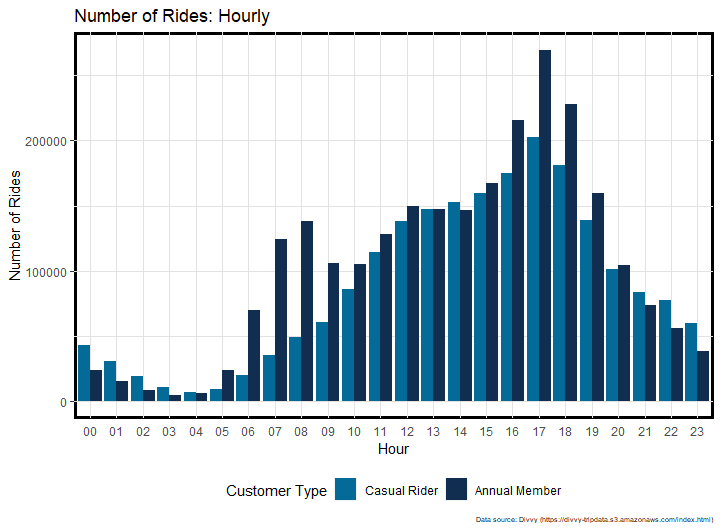 Number of Rides: Hourly
Number of Rides
200000
100000
0
00 01 02 03 04 05 06 07 08 09 10 11 12 13 14 15 16 17 18 19 20 21 22 23
Hour
Customer Type Casual Rider Annual Member
Data source: Divvy (https://divvy-tripdata.s3.amazonaws.com/index.html)